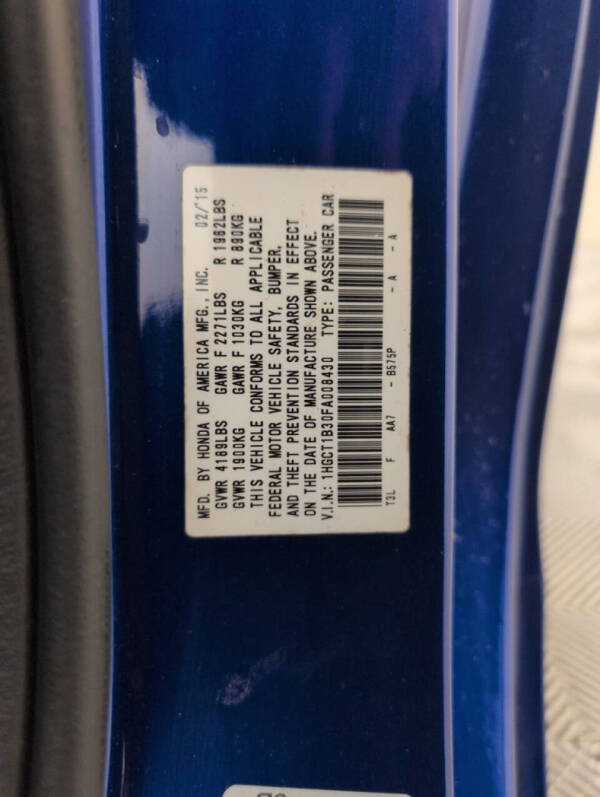 MFD. BY HONDA OF AMERICA MFG., INC. 02/'15
GVWR 4189LBS GAWR F 2271LBS R 1962LBS
GVWR 1900KG GAWR F 1030KG R 890KG
THIS VEHICLE CONFORMS TO ALL APPLICABLE
FEDERAL MOTOR VEHICLE SAFETY, BUMPER,
AND THEFT PREVENTION STANDARDS IN EFFECT
ON THE DATE OF MANUFACTURE SHOWN ABOVE.
V.I.N.: 1HGCT1B30FA008430 TYPE: PASSENGER CAR
T3L F AA7 - B575P - A - A